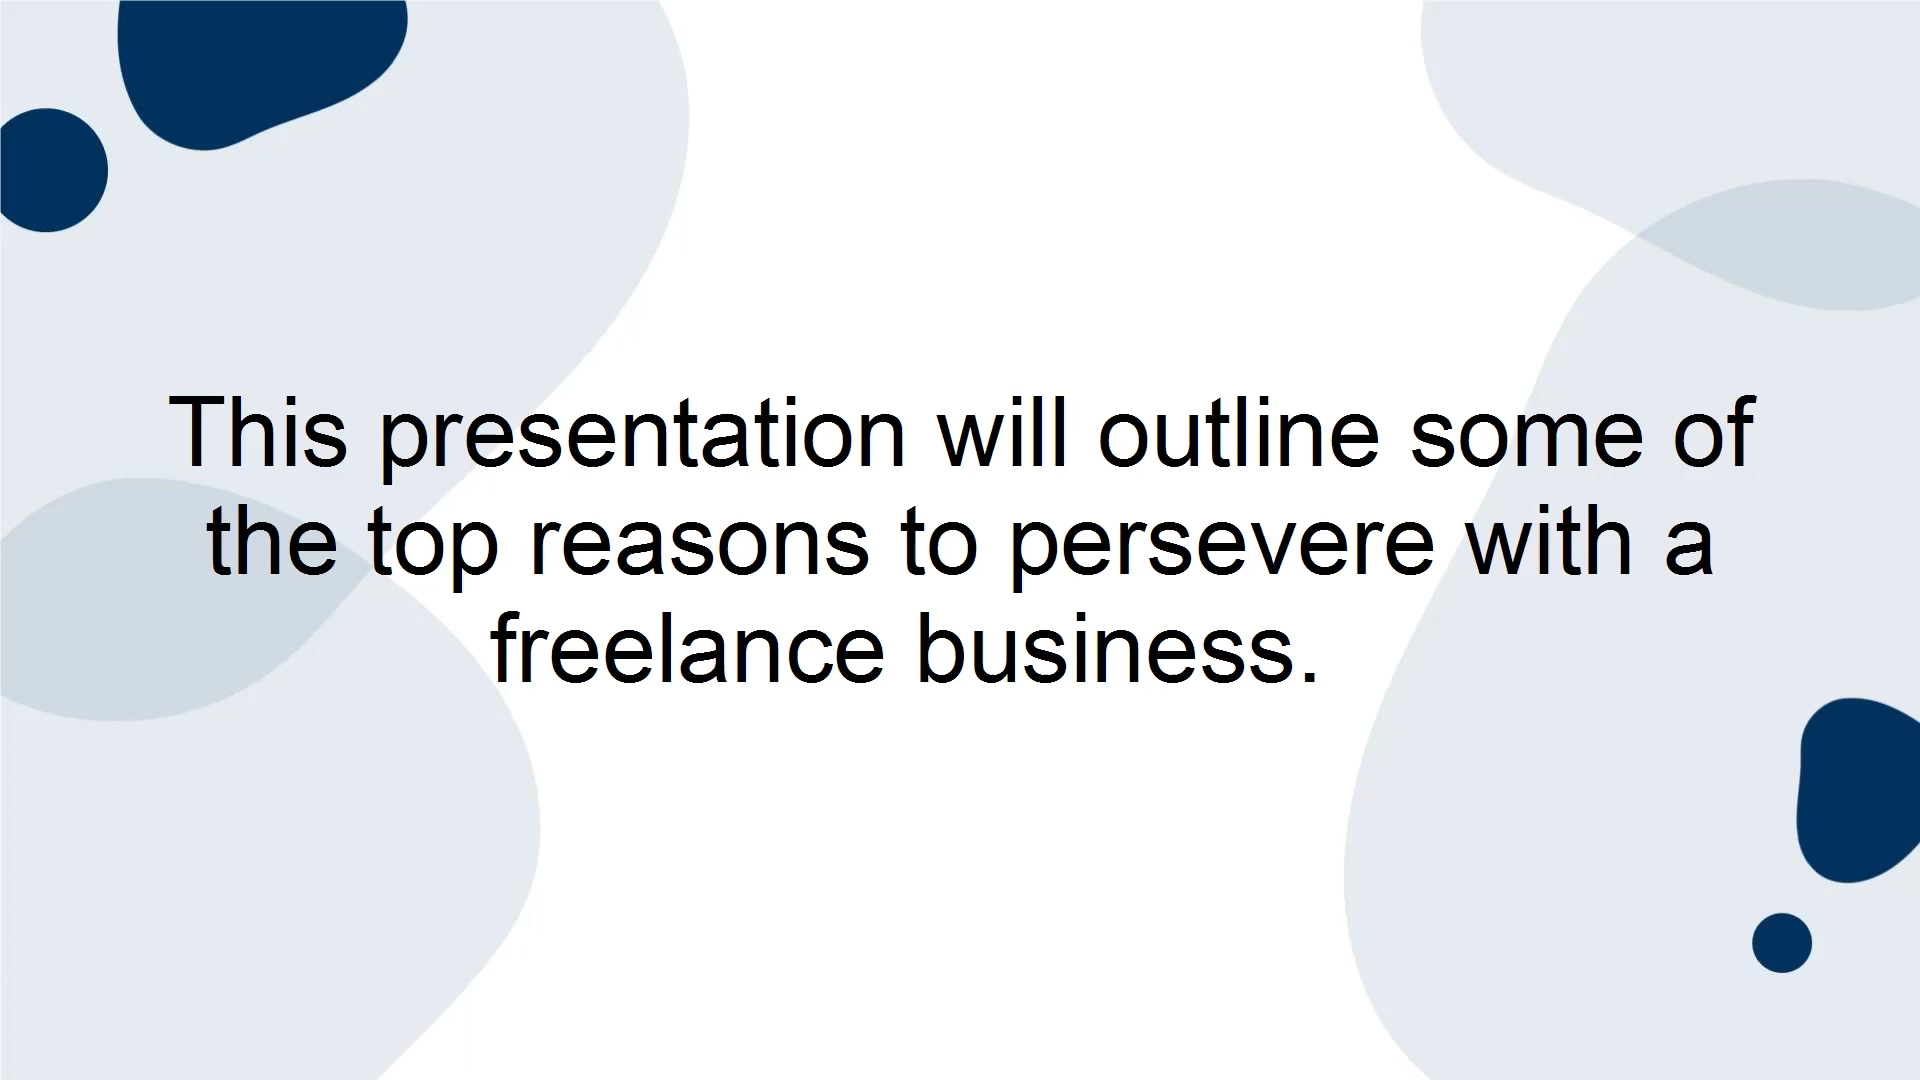 This presentation will outline some of
the top reasons to persevere with a
freelance business.